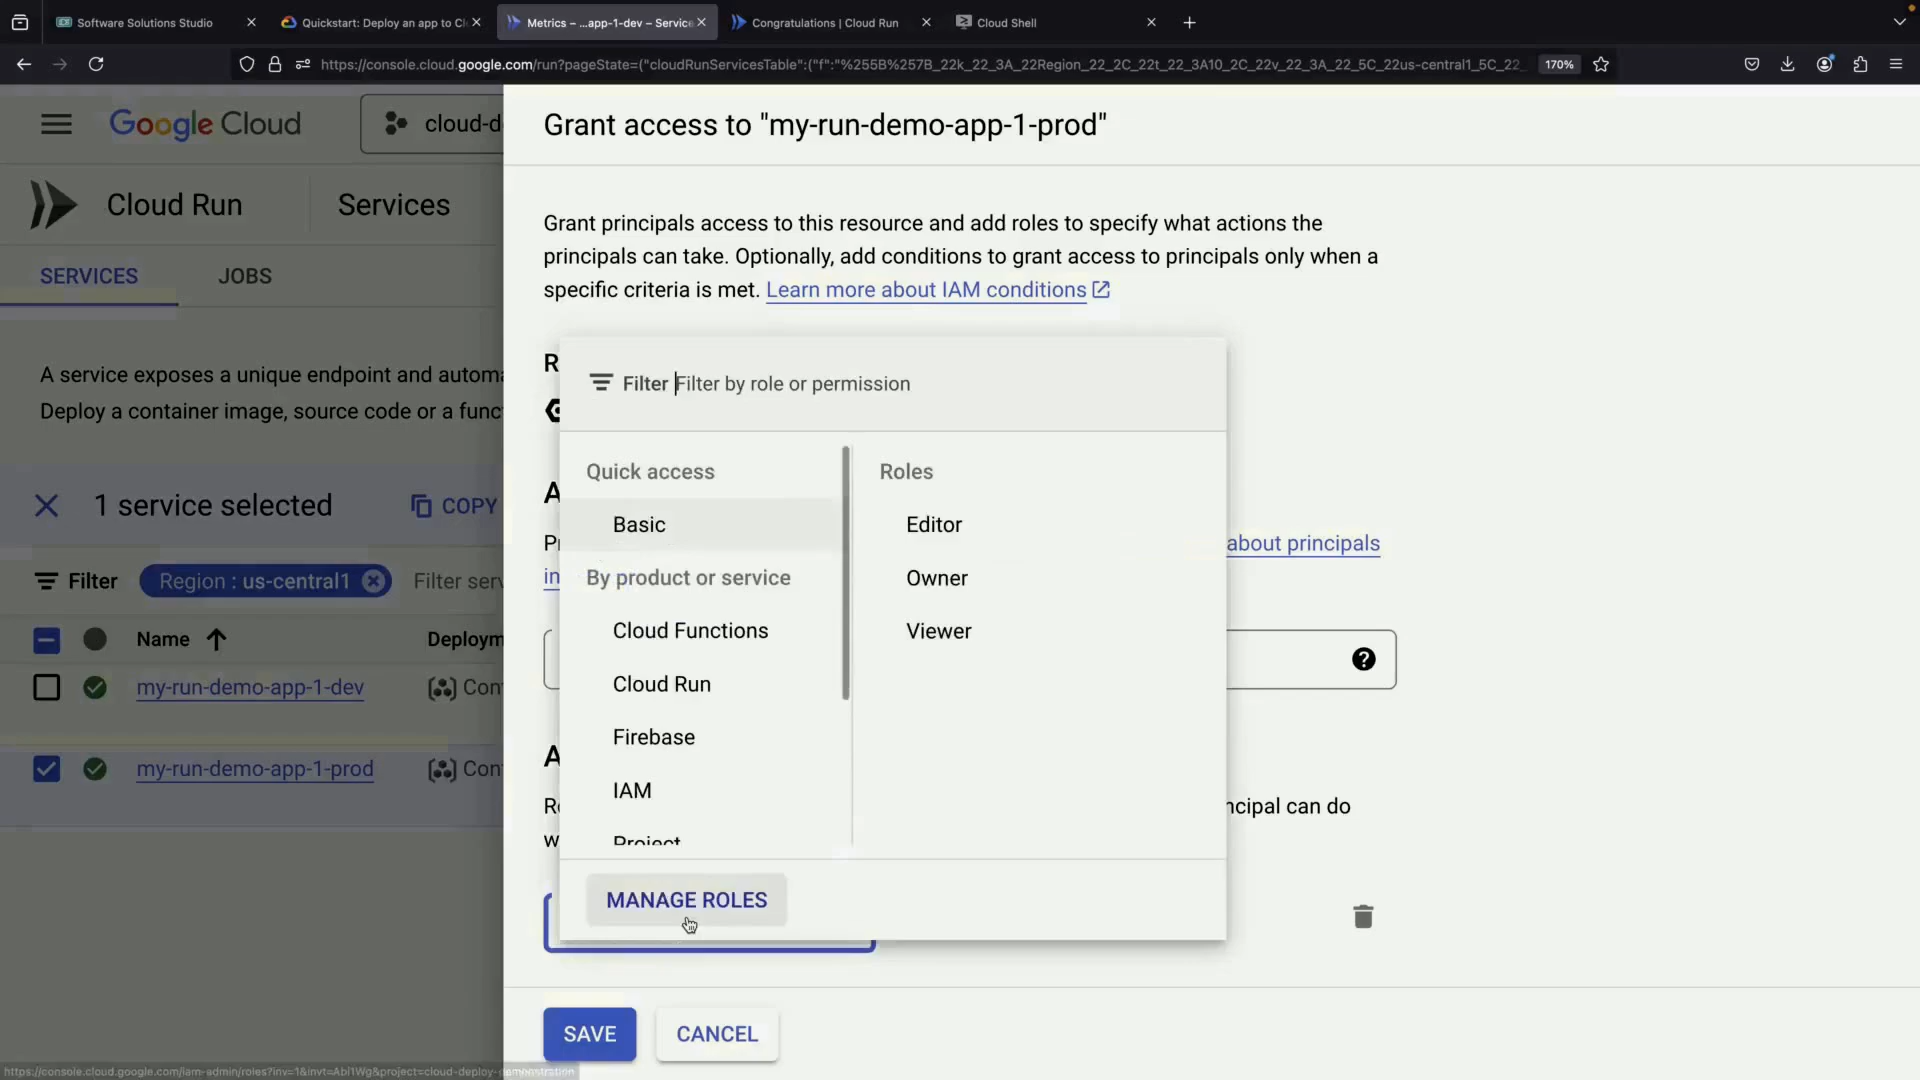 Software Solutions Studio
Quickstart: Deploy an app to Cl
Metrics – ...app-1-dev – Service
Congratulations | Cloud Run
Cloud Shell
https://console.cloud.google.com/run?pageState=("cloudRunServicesTable":("f":"%255B%257B_22k_22_3A_22Region_22_2C_22t_22_3A10_2C_22v_22_3A_22_5C_22us-central1_5C_22_
170%
Google Cloud
cloud-d
Cloud Run
Services
SERVICES
JOBS
A service exposes a unique endpoint and autom
Deploy a container image, source code or a func
1 service selected
COPY
Filter
Region : us-central1
Filter serv
Name
Deploym
my-run-demo-app-1-dev
Con
my-run-demo-app-1-prod
Con
Grant access to "my-run-demo-app-1-prod"
Grant principals access to this resource and add roles to specify what actions the
principals can take. Optionally, add conditions to grant access to principals only when a
specific criteria is met. Learn more about IAM conditions
R
A
Pr
about principals
in
A
Ro
ncipal can do
w
Filter Filter by role or permission
Quick access
Basic
By product or service
Cloud Functions
Cloud Run
Firebase
IAM
Project
Roles
Editor
Owner
Viewer
MANAGE ROLES
SAVE
CANCEL
https://console.cloud.google.com/iam-admin/roles?inv=1&invt=Abl1Wg&project=cloud-deploy-demonstration